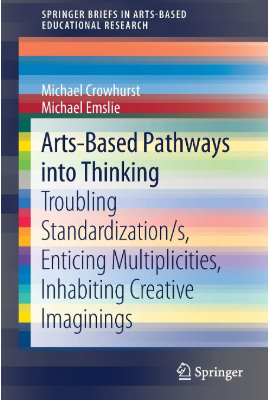 SPRINGER BRIEFS IN ARTS-BASED
EDUCATIONAL RESEARCH
Michael Crowhurst
Michael Emslie
Arts-Based Pathways
into Thinking
Troubling
Standardization/s,
Enticing Multiplicities,
Inhabiting Creative
Imaginings
Springer